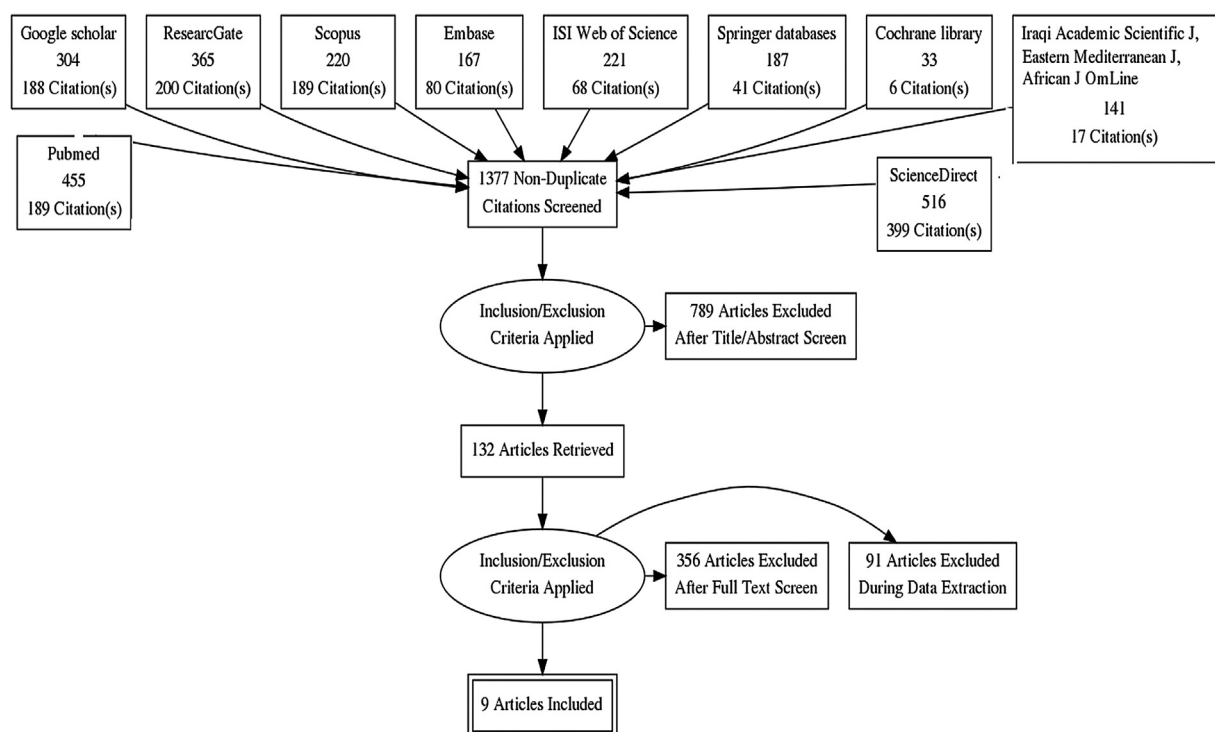 Google scholar
304
188 Citation(s)
ResearcGate
365
200 Citation(s)
Scopus
220
189 Citation(s)
Embase
167
80 Citation(s)
ISI Web of Science
221
68 Citation(s)
Springer databases
187
41 Citation(s)
Cochrane library
33
6 Citation(s)
Iraqi Academic Scientific J,
Eastern Mediterranean J,
African J OmLine
141
17 Citation(s)
Pubmed
455
189 Citation(s)
1377 Non-Duplicate
Citations Screened
ScienceDirect
516
399 Citation(s)
Inclusion/Exclusion
Criteria Applied
789 Articles Excluded
After Title/Abstract Screen
132 Articles Retrieved
Inclusion/Exclusion
Criteria Applied
356 Articles Excluded
After Full Text Screen
91 Articles Excluded
During Data Extraction
9 Articles Included